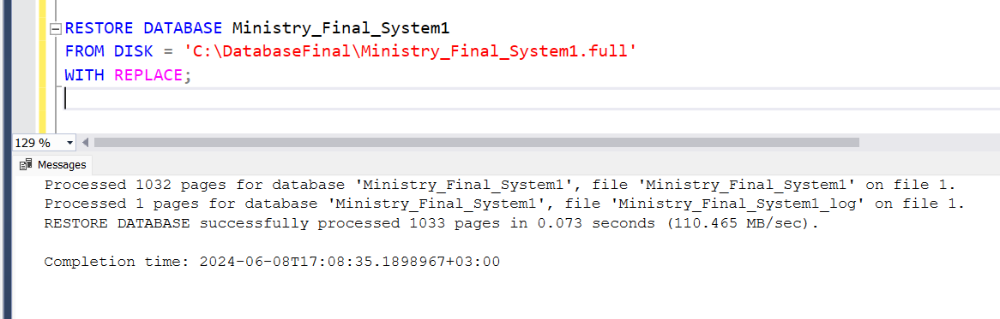 RESTORE DATABASE Ministry_Final_System1
FROM DISK = 'C:\DatabaseFinal\Ministry_Final_System1.full'
WITH REPLACE;
129 %
Messages
Processed 1032 pages for database 'Ministry_Final_System1', file 'Ministry_Final_System1' on file 1.
Processed 1 pages for database 'Ministry_Final_System1', file 'Ministry_Final_System1_log' on file 1.
RESTORE DATABASE successfully processed 1033 pages in 0.073 seconds (110.465 MB/sec).
Completion time: 2024-06-08T17:08:35.1898967+03:00